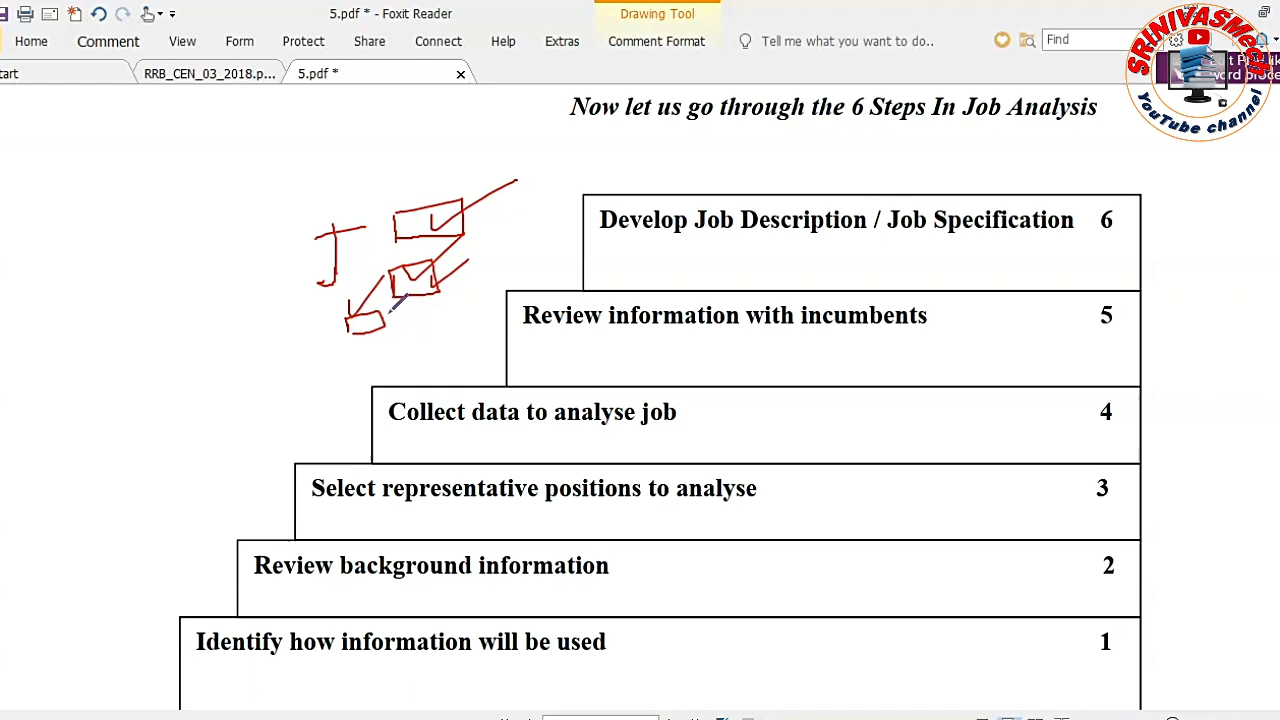 5.pdf * - Foxit Reader
Drawing Tool
Home Comment View Form Protect Share Connect Help Extras Comment Format Tell me what you want to do.. Find
tart RRB_CEN_03_2018.p... 5.pdf *
SRINIVASMech
YouTube channel
Now let us go through the 6 Steps In Job Analysis
J
Develop Job Description / Job Specification 6
Review information with incumbents 5
Collect data to analyse job 4
Select representative positions to analyse 3
Review background information 2
Identify how information will be used 1